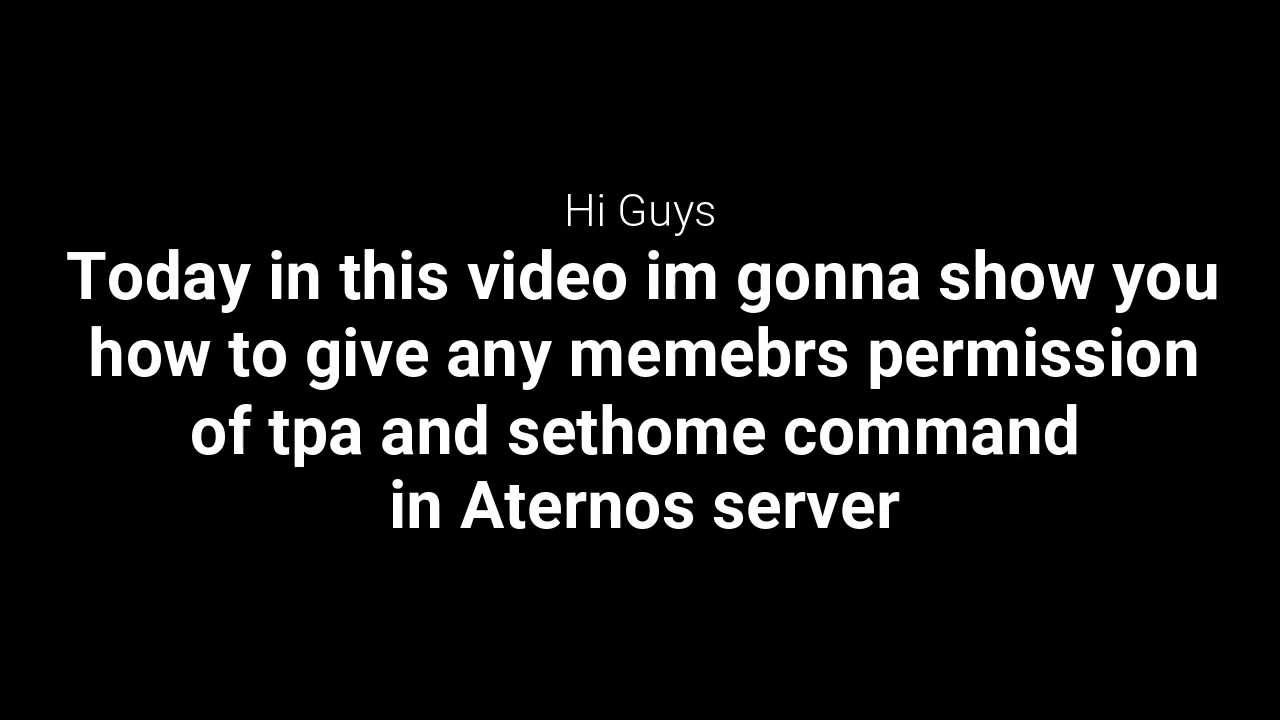 Hi Guys
Today in this video im gonna show you
how to give any memebrs permission
of tpa and sethome command
in Aternos server